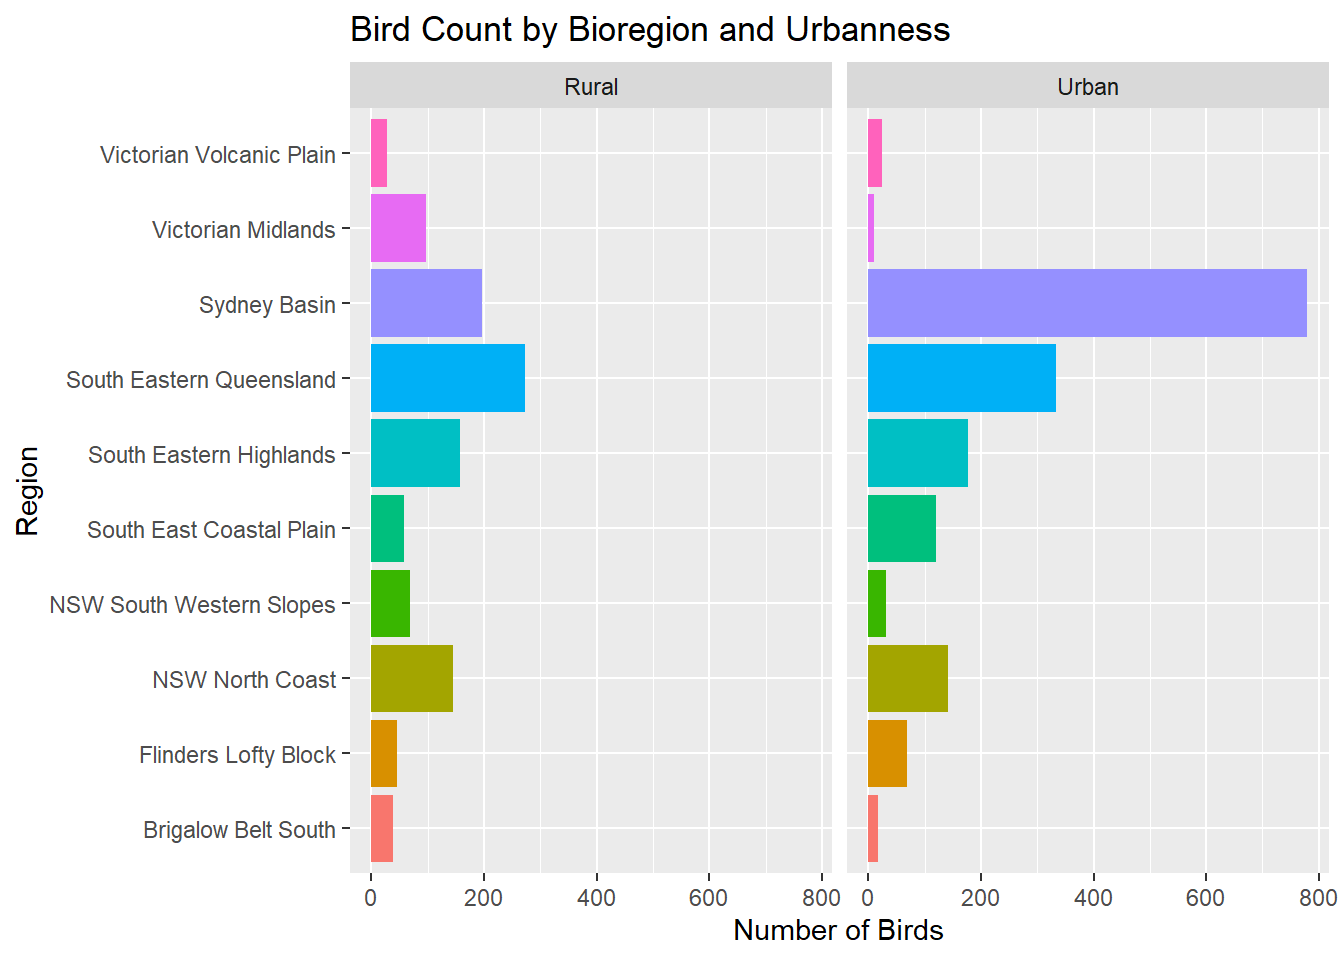 Bird Count by Bioregion and Urbanness
Rural
Urban
Region
Victorian Volcanic Plain
Victorian Midlands
Sydney Basin
South Eastern Queensland
South Eastern Highlands
South East Coastal Plain
NSW South Western Slopes
NSW North Coast
Flinders Lofty Block
Brigalow Belt South
0 200 400 600 800
0 200 400 600 800
Number of Birds